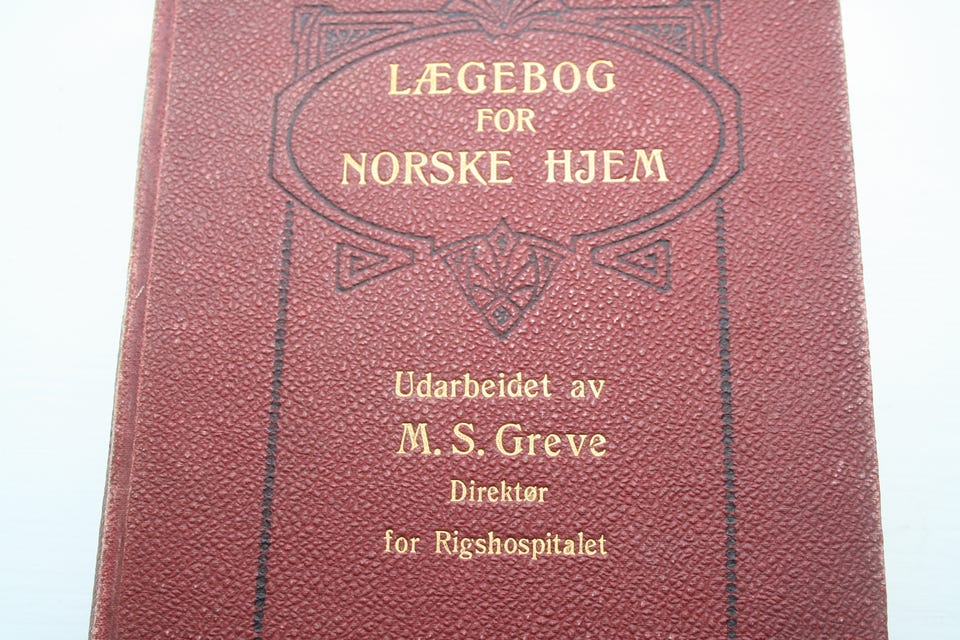 LÆGEBOG
FOR
NORSKE HJEM
Udarbeidet av
M. S. Greve
Direktør
for Rigshospitalet